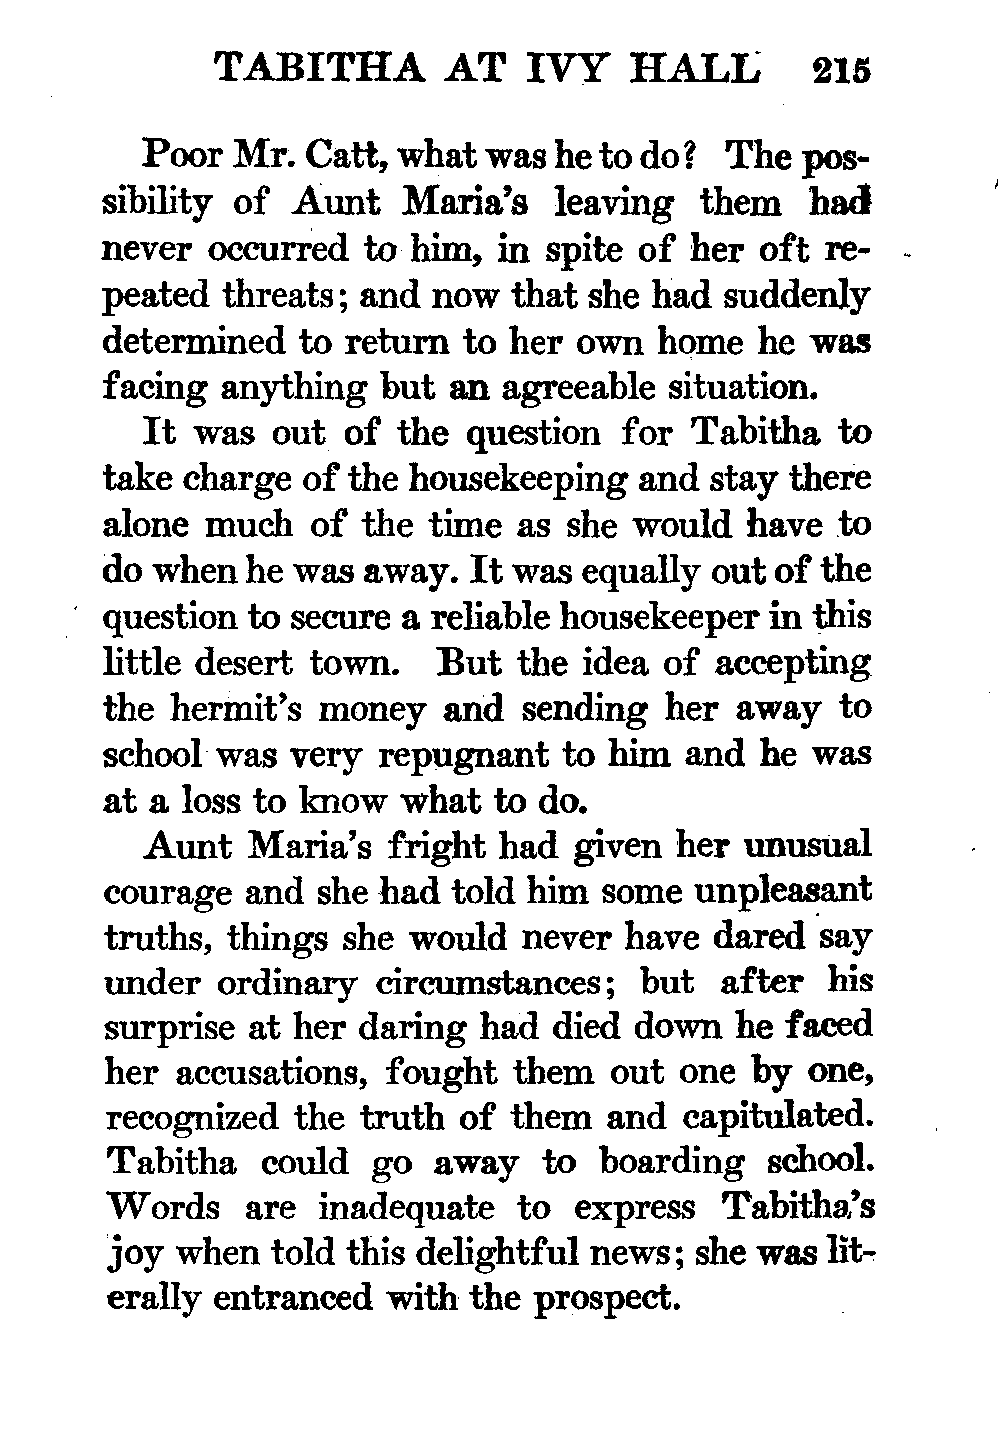 TABITHA AT IVY HALL 215
Poor Mr. Catt, what was he to do? The pos-
sibility of Aunt Maria's leaving them had
never occurred to him, in spite of her oft re-
peated threats; and now that she had suddenly
determined to return to her own home he was
facing anything but an agreeable situation.
It was out of the question for Tabitha to
take charge of the housekeeping and stay there
alone much of the time as she would have to
do when he was away. It was equally out of the
question to secure a reliable housekeeper in this
little desert town. But the idea of accepting
the hermit's money and sending her away to
school was very repugnant to him and he was
at a loss to know what to do.
Aunt Maria's fright had given her unusual
courage and she had told him some unpleasant
truths, things she would never have dared say
under ordinary circumstances; but after his
surprise at her daring had died down he faced
her accusations, fought them out one by one,
recognized the truth of them and capitulated.
Tabitha could go away to boarding school.
Words are inadequate to express Tabitha's
joy when told this delightful news; she was lit-
erally entranced with the prospect.